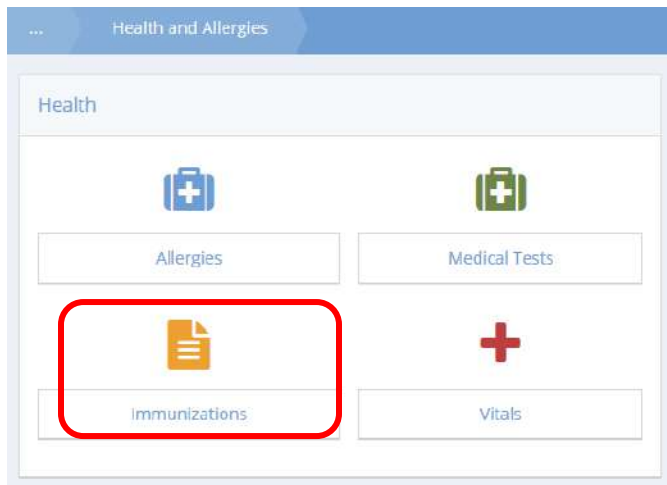 ... Health and Allergies
Health
Allergies Medical Tests
Immunizations Vitals